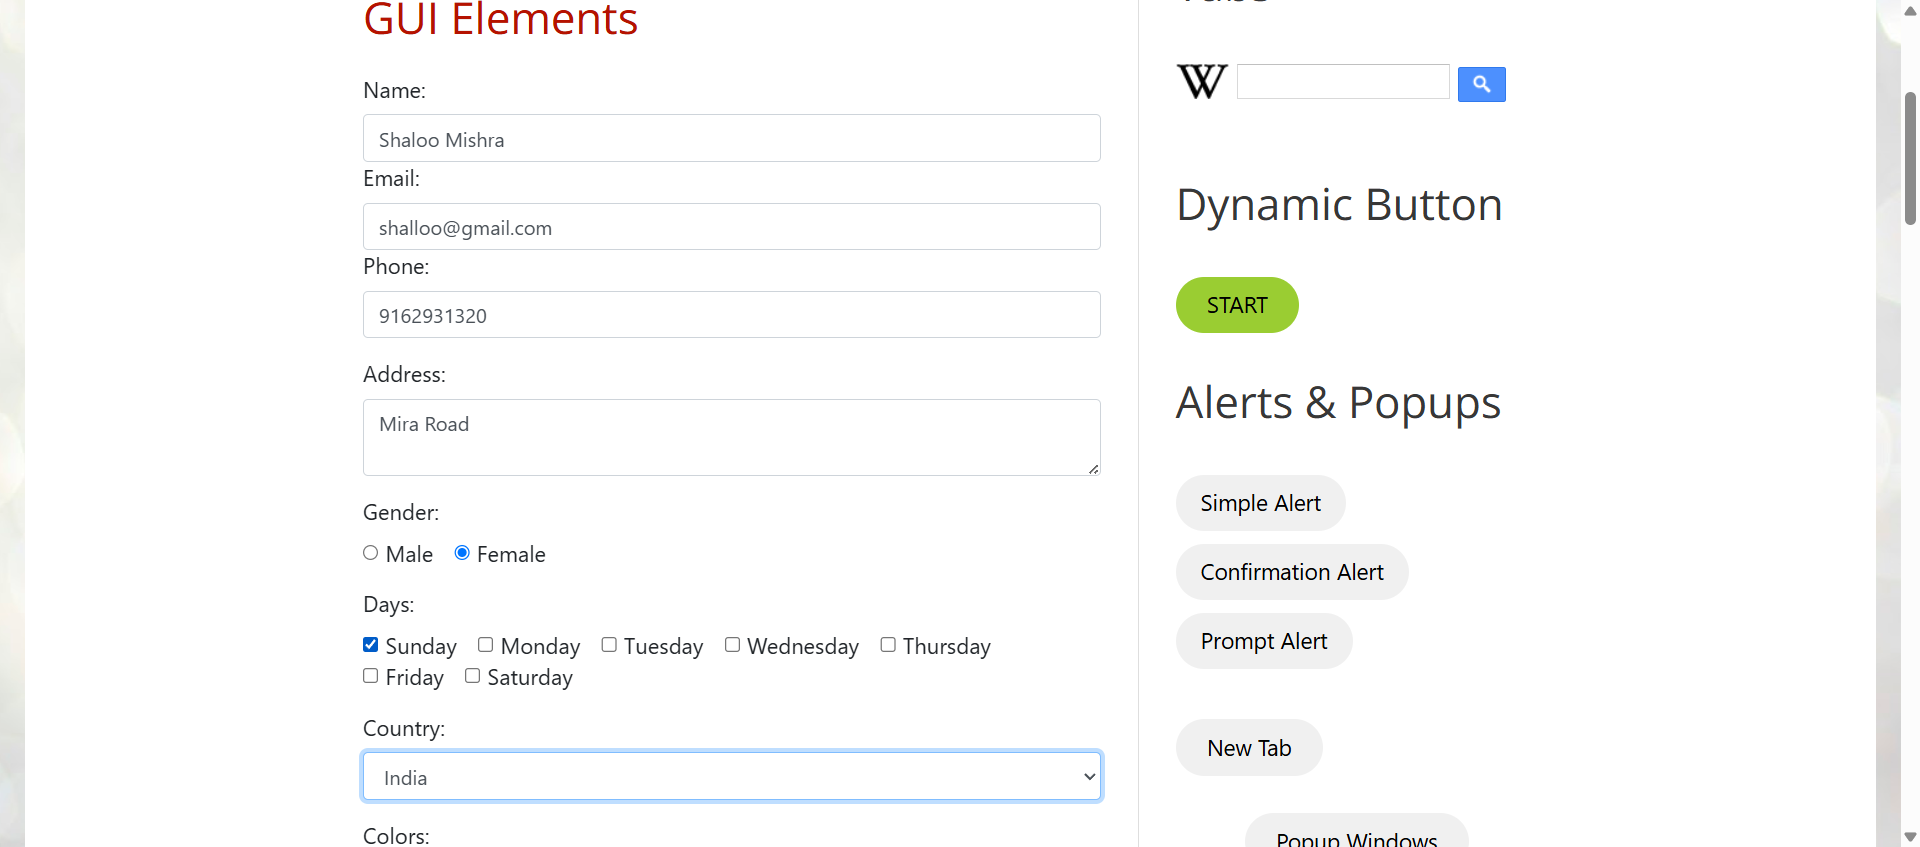 GUI Elements
Name:
Shaloo Mishra
Email:
shalloo@gmail.com
Phone:
9162931320
Address:
Mira Road
Gender:
Male Female
Days:
Sunday Monday Tuesday Wednesday Thursday
Friday Saturday
Country:
India
Colors:
W
Dynamic Button
START
Alerts & Popups
Simple Alert
Confirmation Alert
Prompt Alert
New Tab
Popup Windows